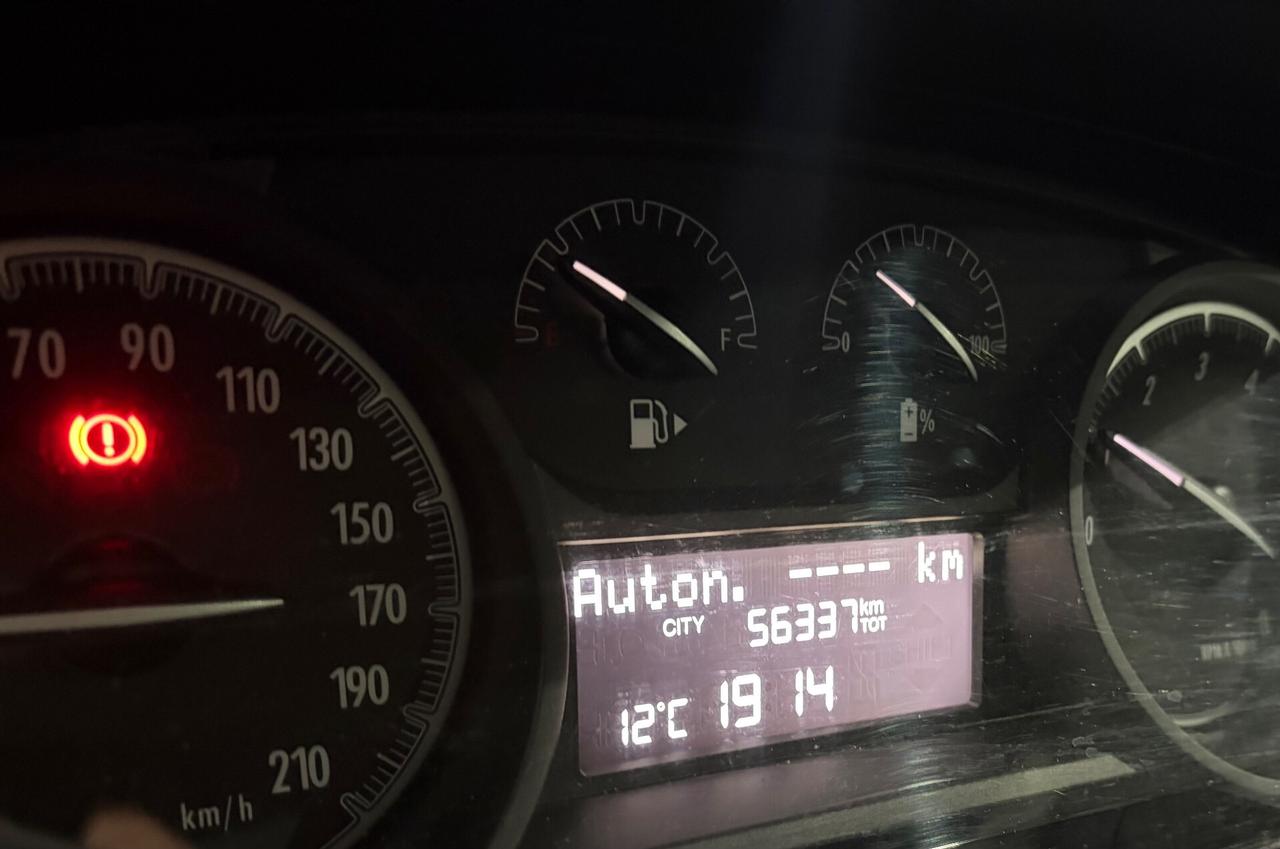 70 90 110 130 150 170 190 210
km/h
E F
0 100
%
Auton. ---- km
CITY 56337 km TOT
12°C 19 14
0 1 2 3 4